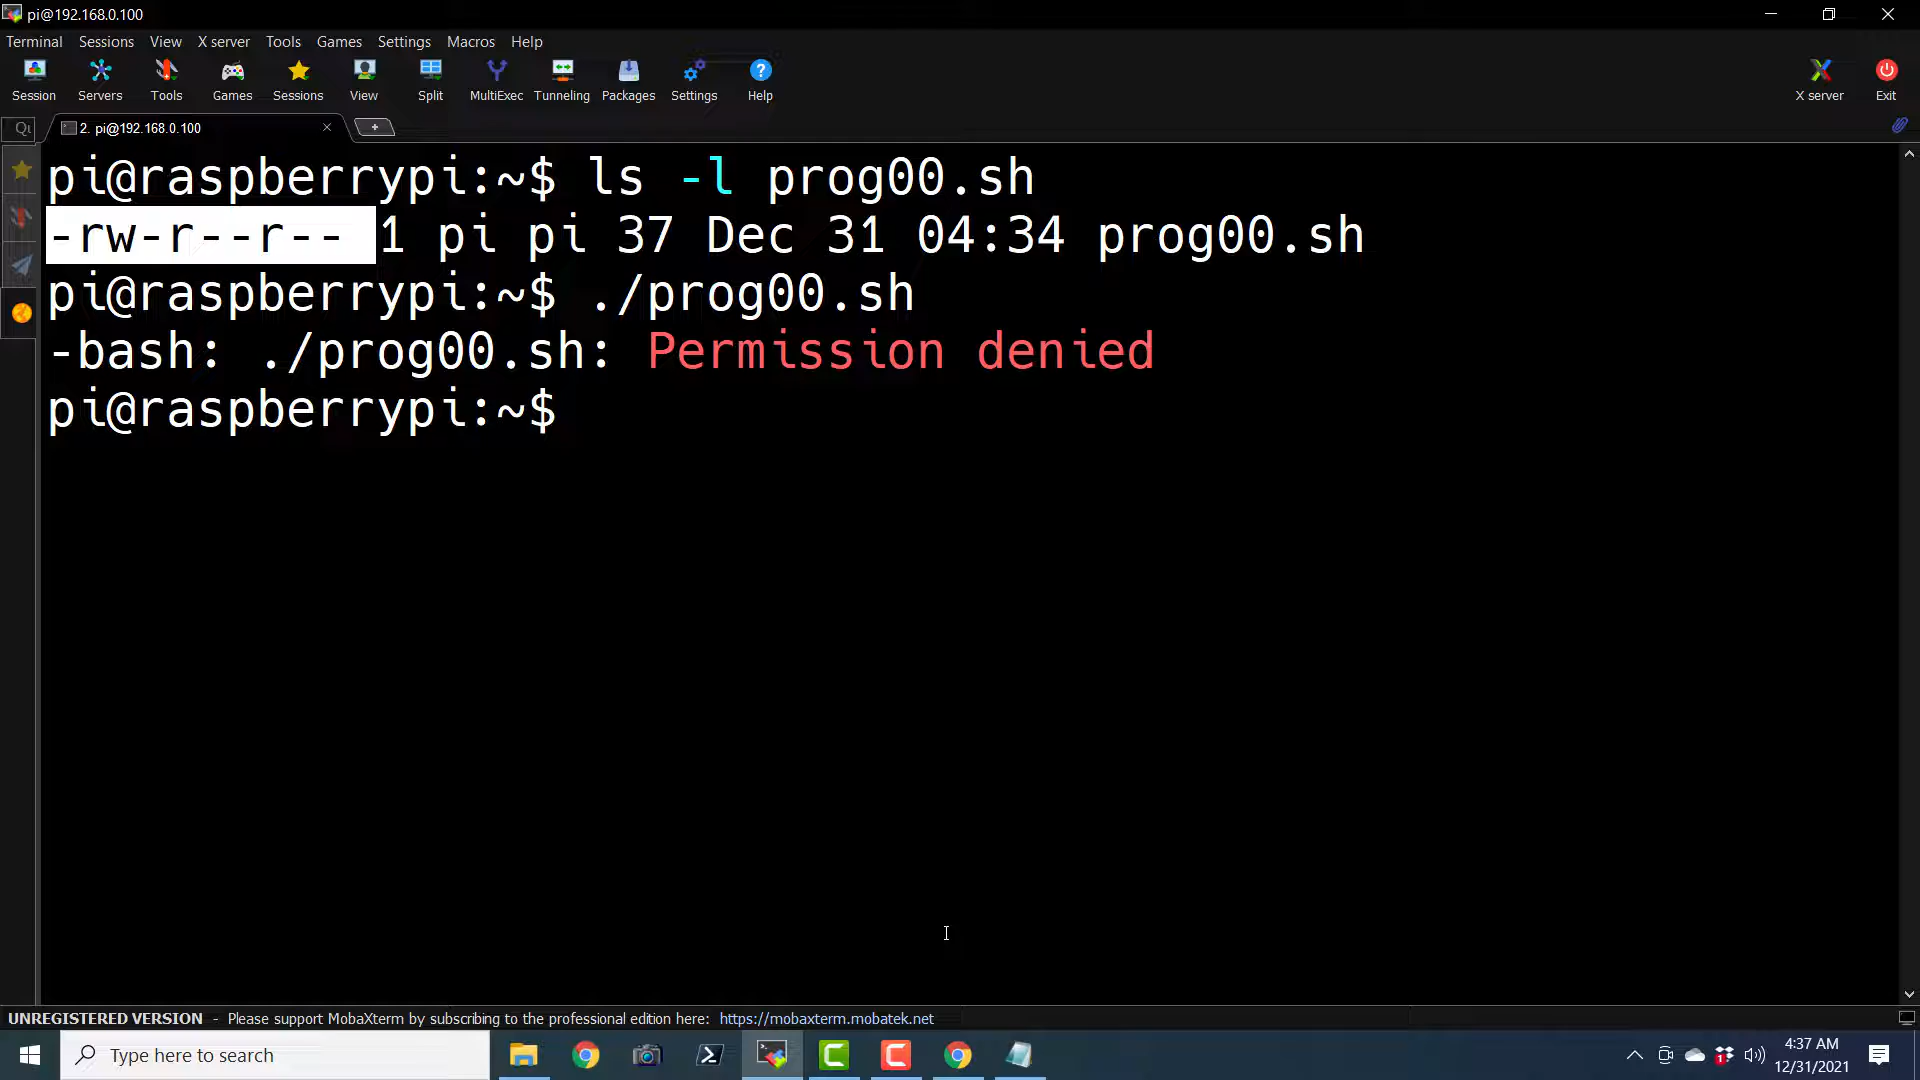 pi@192.168.0.100
Terminal Sessions View X server Tools Games Settings Macros Help
Session Servers Tools Games Sessions View Split MultiExec Tunneling Packages Settings Help X server Exit
2. pi@192.168.0.100
pi@raspberrypi:~$ ls -l prog00.sh
-rw-r--r-- 1 pi pi 37 Dec 31 04:34 prog00.sh
pi@raspberrypi:~$ ./prog00.sh
-bash: ./prog00.sh: Permission denied
pi@raspberrypi:~$
UNREGISTERED VERSION - Please support MobaXterm by subscribing to the professional edition here: https://mobaxterm.mobatek.net
Type here to search
4:37 AM
12/31/2021